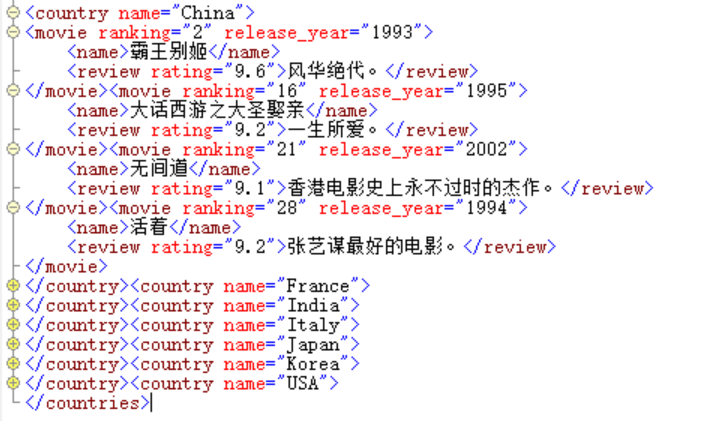 <country name="China">
<movie ranking="2" release_year="1993">
<name>霸王别姬</name>
<review rating="9.6">风华绝代。</review>
</movie><movie ranking="16" release_year="1995">
<name>大话西游之大圣娶亲</name>
<review rating="9.2">一生所爱。</review>
</movie><movie ranking="21" release_year="2002">
<name>无间道</name>
<review rating="9.1">香港电影史上永不过时的杰作。</review>
</movie><movie ranking="28" release_year="1994">
<name>活着</name>
<review rating="9.2">张艺谋最好的电影。</review>
</movie>
</country><country name="France">
</country><country name="India">
</country><country name="Italy">
</country><country name="Japan">
</country><country name="Korea">
</country><country name="USA">
</countries>